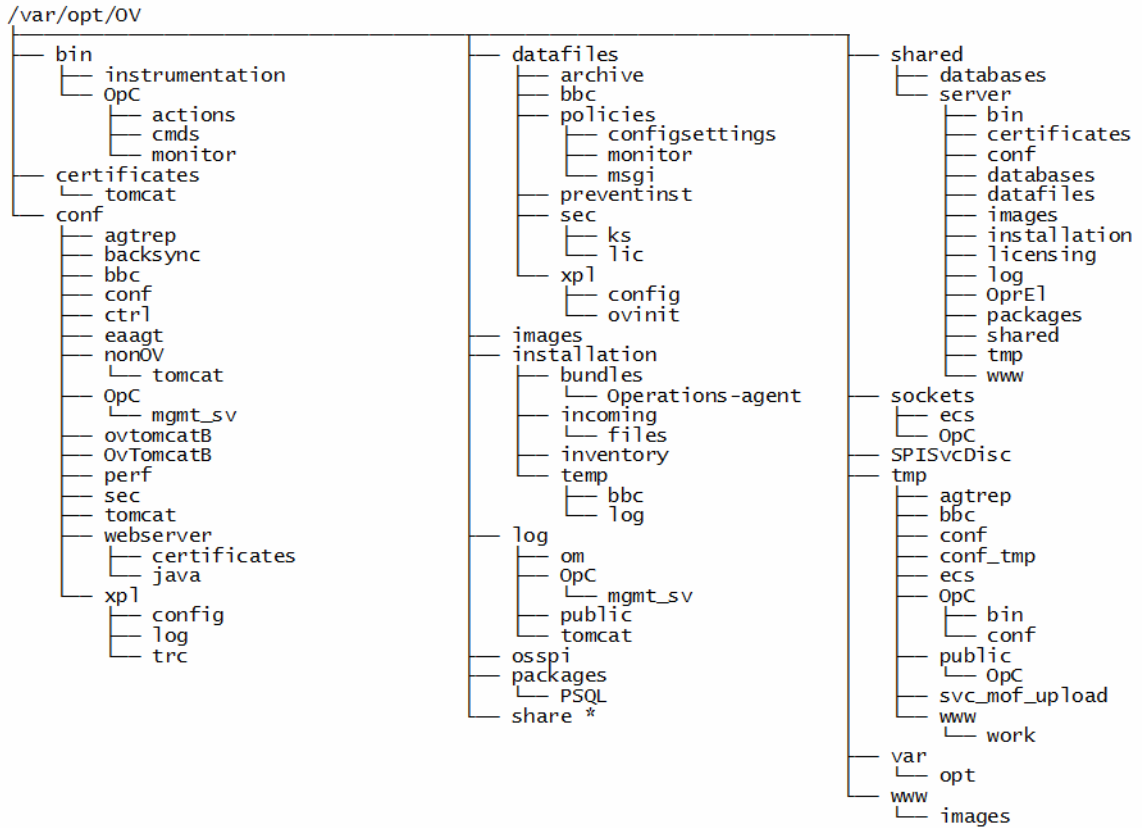 /var/opt/OV
bin
instrumentation
OpC
actions
cmds
monitor
certificates
tomcat
conf
agtrep
backsync
bbc
conf
ctrl
eaagt
nonOV
tomcat
OpC
mgmt_sv
ovtomcatB
OvTomcatB
perf
sec
tomcat
webserver
certificates
java
xpl
config
log
trc
datafiles
archive
bbc
policies
configsettings
monitor
msgi
preventinst
sec
ks
lic
xpl
config
ovinit
images
installation
bundles
Operations-agent
incoming
files
inventory
temp
bbc
log
log
om
OpC
mgmt_sv
public
tomcat
osspi
packages
PSQL
share *
shared
databases
server
bin
certificates
conf
databases
datafiles
images
installation
licensing
log
OprEl
packages
shared
tmp
www
sockets
ecs
OpC
SPISvcDisc
tmp
agtrep
bbc
conf
conf_tmp
ecs
OpC
bin
conf
public
OpC
svc_mof_upload
www
work
var
opt
www
images